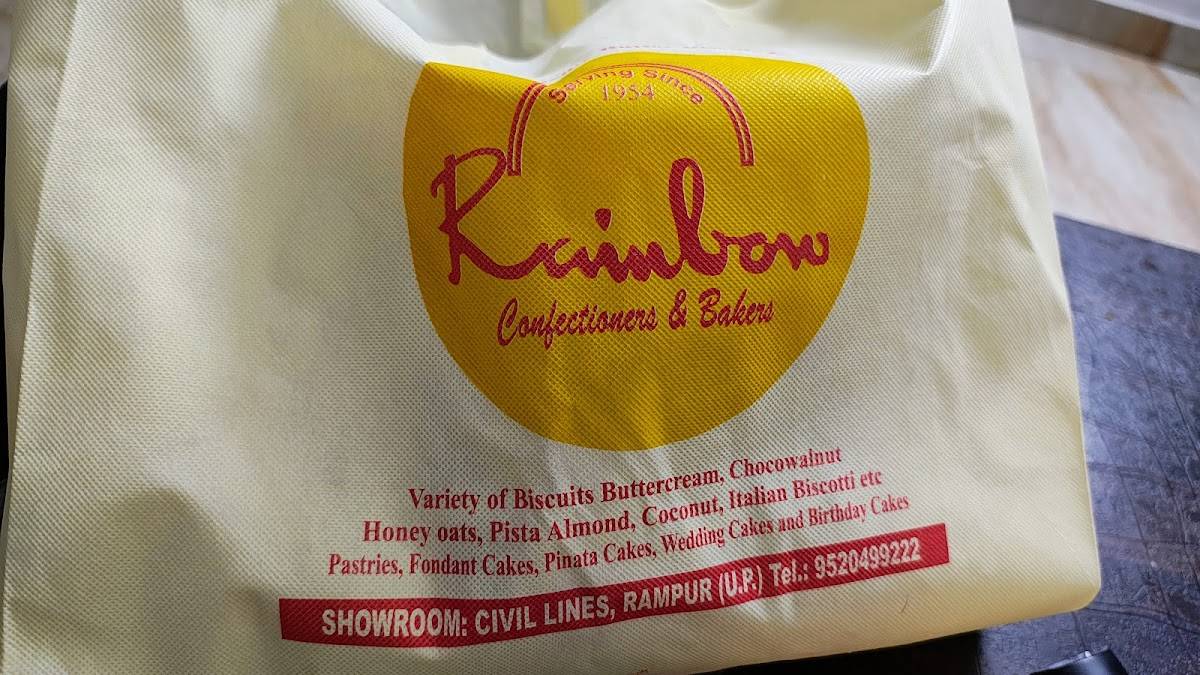 Serving Since
1954
Rainbow
Confectioners & Bakers
Variety of Biscuits Buttercream, Chocowalnut
Honey oats, Pista Almond, Coconut, Italian Biscotti etc
Pastries, Fondant Cakes, Pinata Cakes, Wedding Cakes and Birthday Cakes
SHOWROOM: CIVIL LINES, RAMPUR (U.P.) Tel.: 9520499222